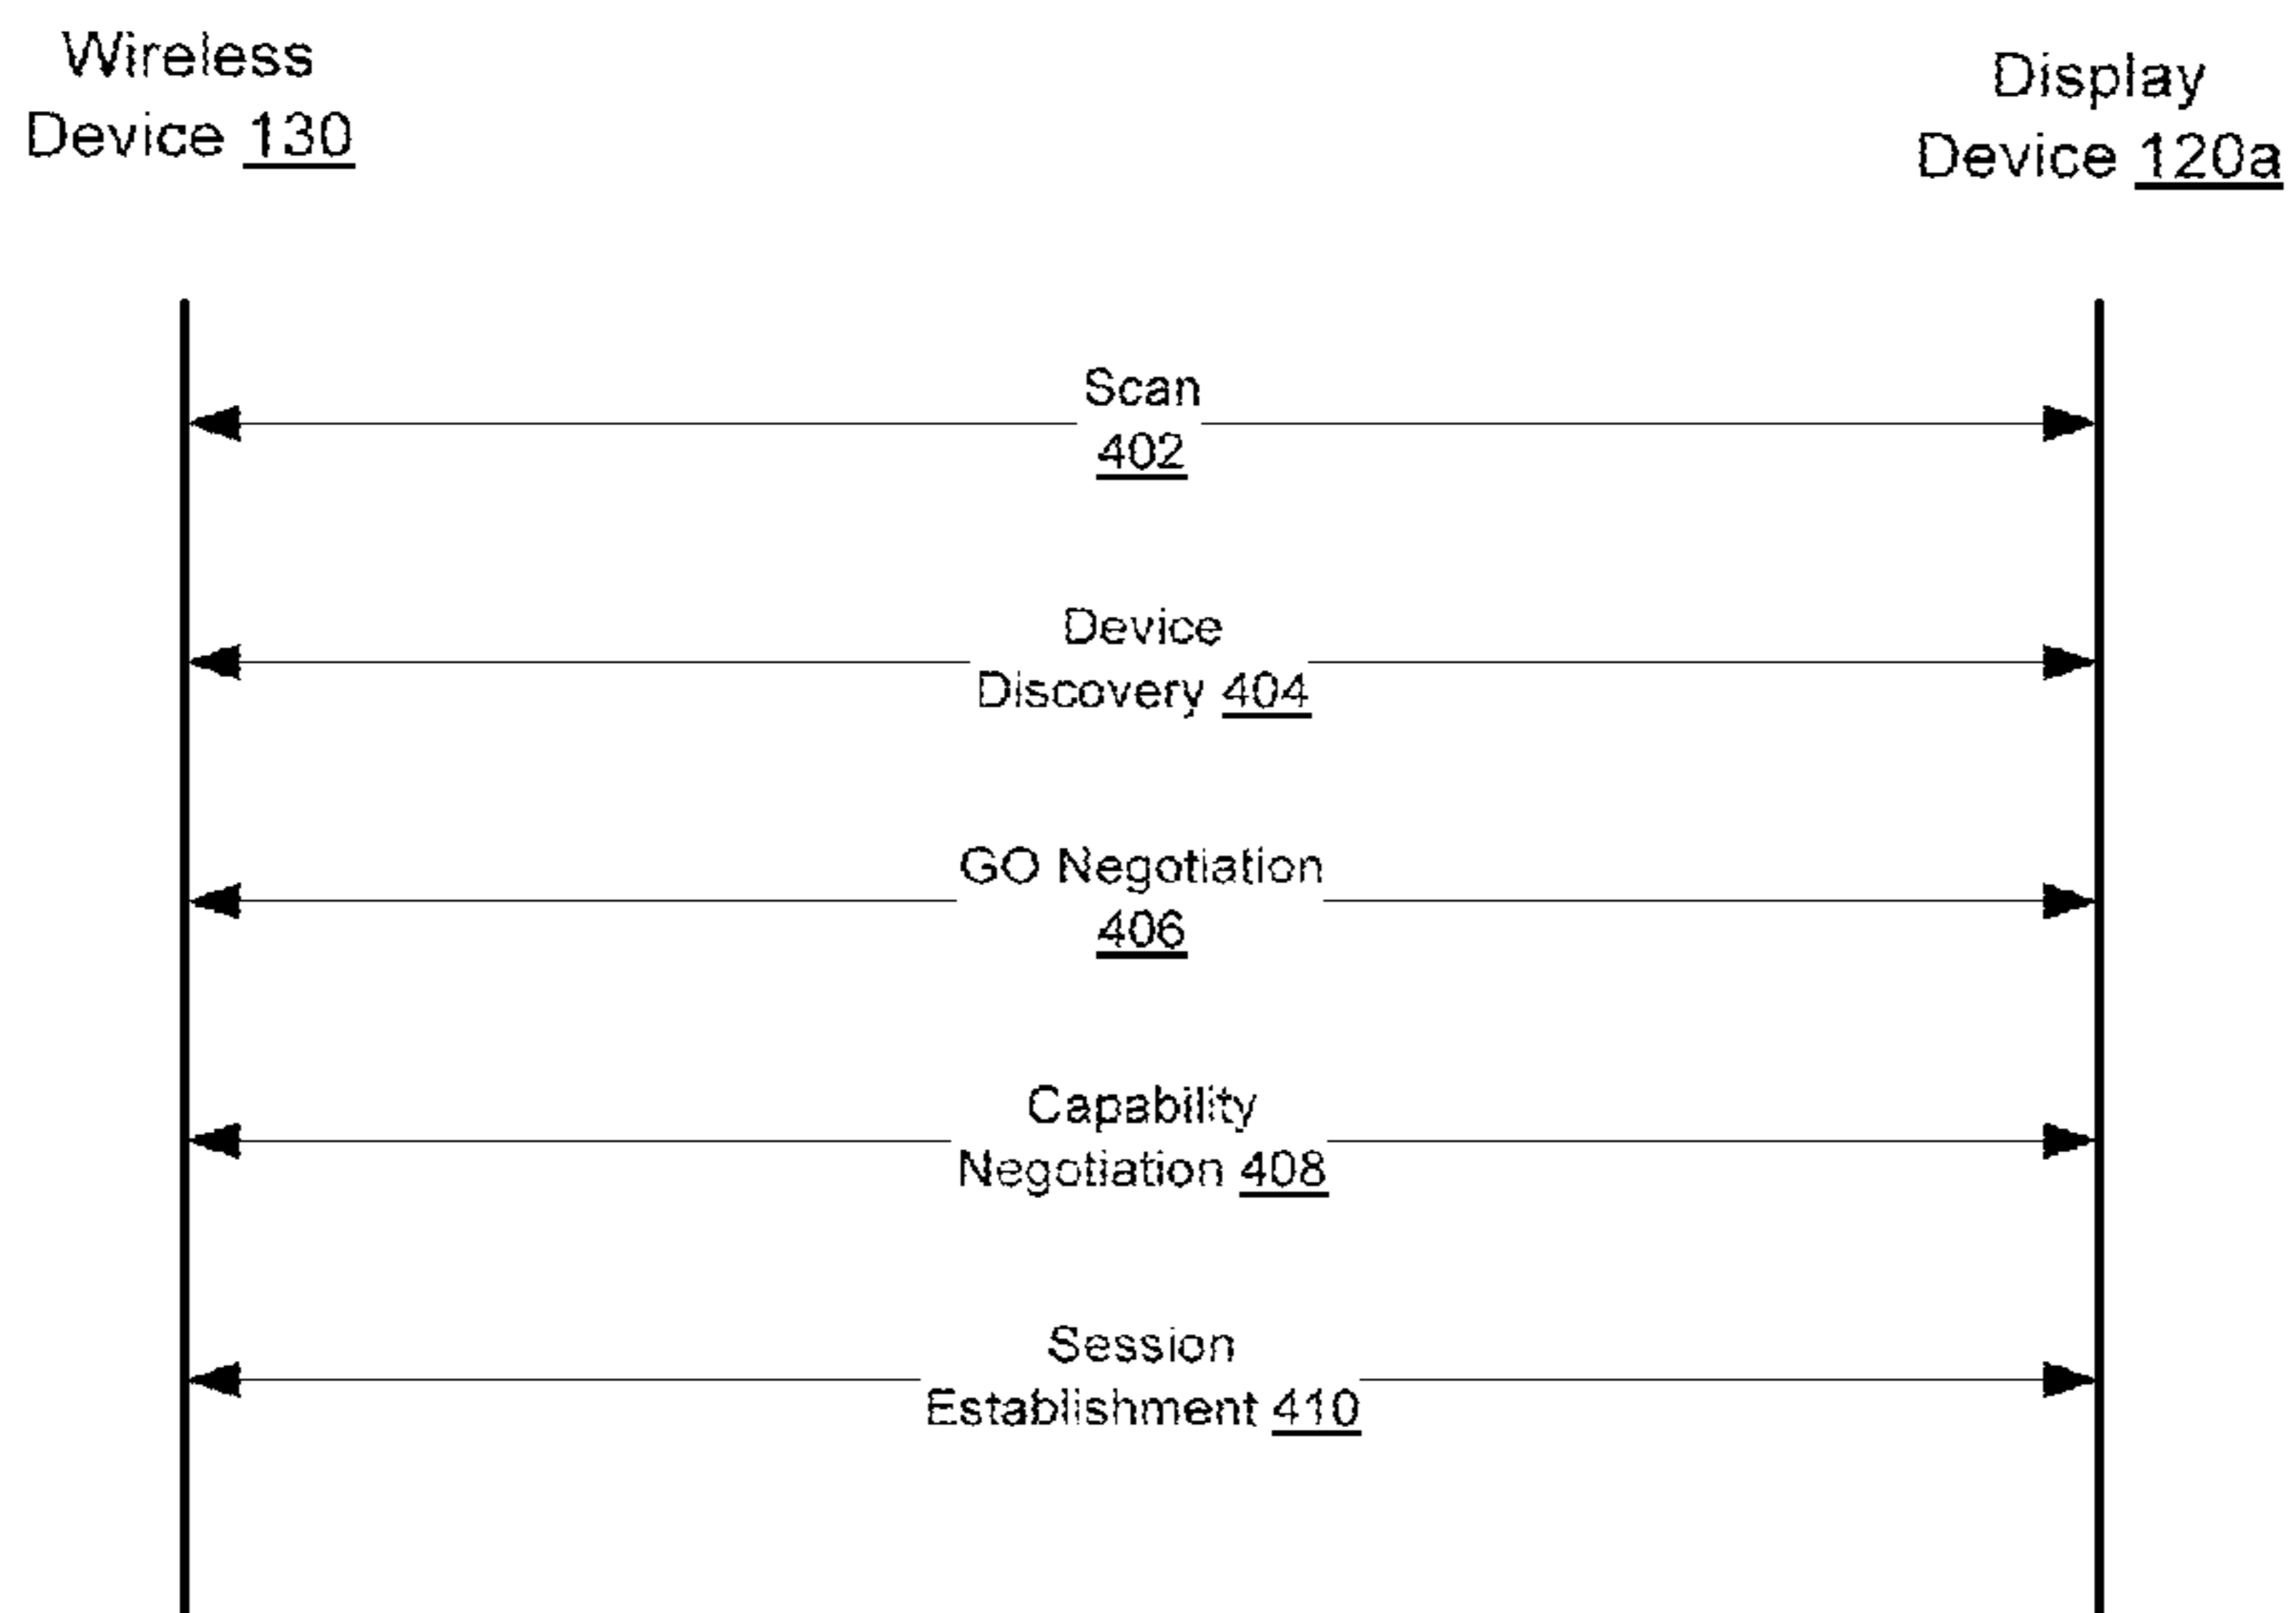 Wireless
Device 130
Display
Device 120a
Scan
402
Device
Discovery 404
GO Negotiation
406
Capability
Negotiation 408
Session
Establishment 410